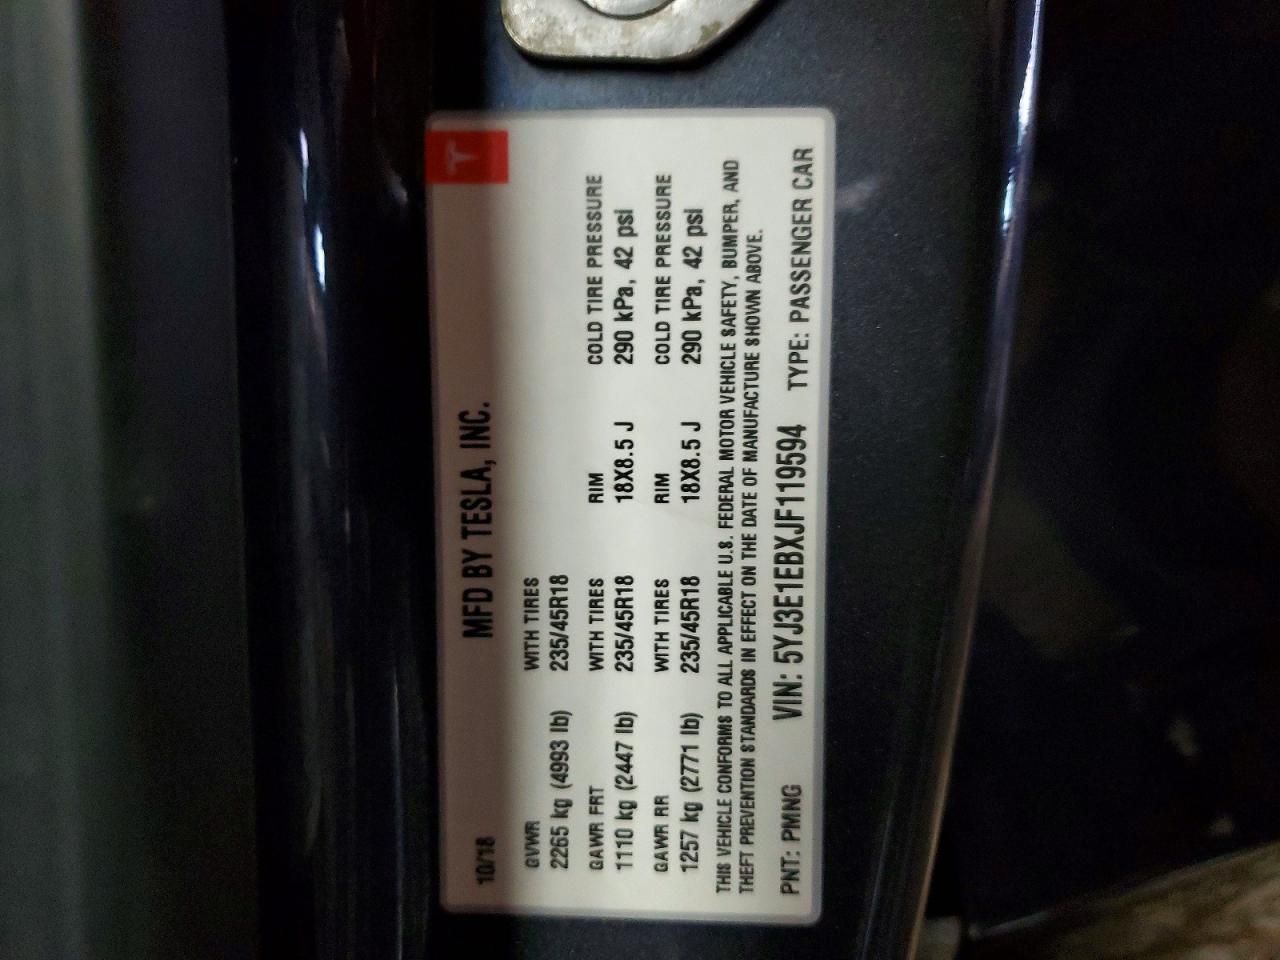 10/18 MFD BY TESLA, INC.
GVWR WITH TIRES
2265 kg (4993 lb) 235/45R18
GAWR FRT WITH TIRES RIM COLD TIRE PRESSURE
1110 kg (2447 lb) 235/45R18 18X8.5 J 290 kPa, 42 psi
GAWR RR WITH TIRES RIM COLD TIRE PRESSURE
1257 kg (2771 lb) 235/45R18 18X8.5 J 290 kPa, 42 psi
THIS VEHICLE CONFORMS TO ALL APPLICABLE U.S. FEDERAL MOTOR VEHICLE SAFETY, BUMPER, AND
THEFT PREVENTION STANDARDS IN EFFECT ON THE DATE OF MANUFACTURE SHOWN ABOVE.
PNT: PMNG VIN: 5YJ3E1EBXJF119594 TYPE: PASSENGER CAR